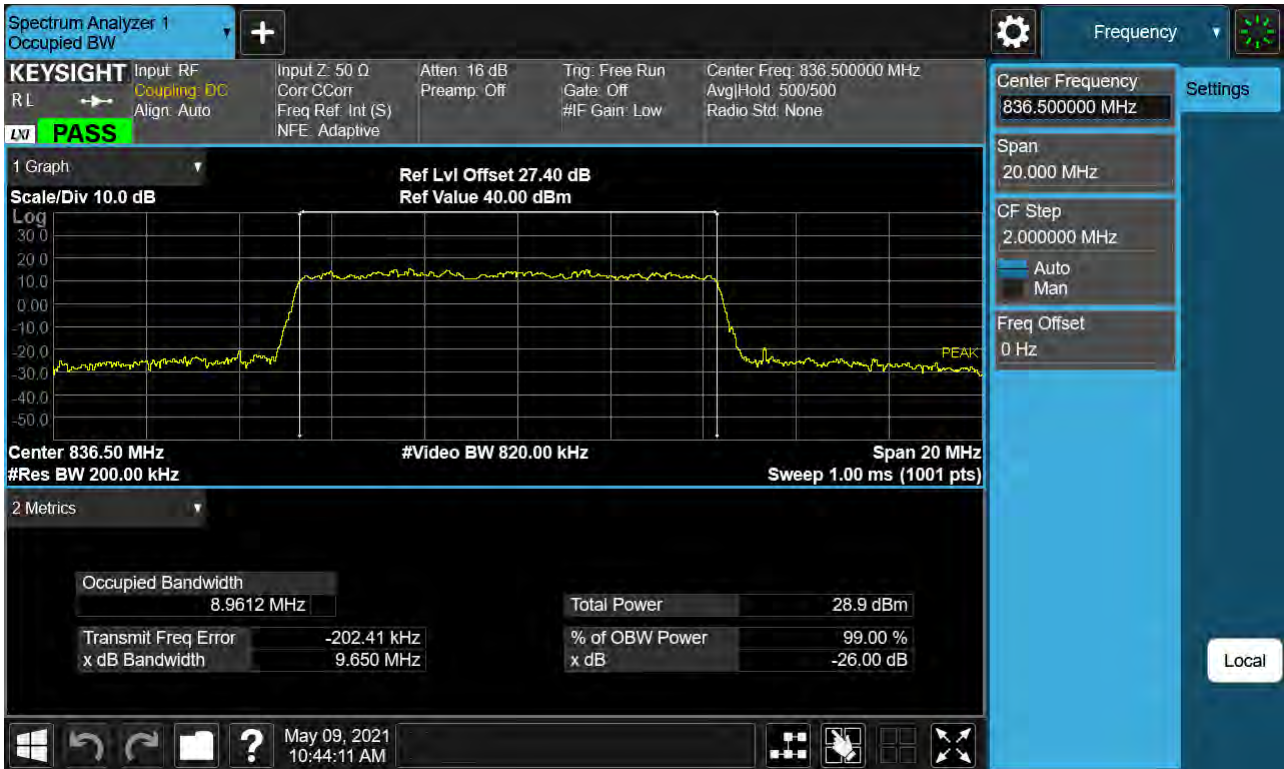 Spectrum Analyzer 1
Occupied BW
Frequency
KEYSIGHT
R L
LXI
PASS
Input: RF
Coupling: DC
Align: Auto
Input Z: 50 Ω
Corr CCorr
Freq Ref: Int (S)
NFE: Adaptive
Atten: 16 dB
Preamp: Off
Trig: Free Run
Gate: Off
#IF Gain: Low
Center Freq: 836.500000 MHz
Avg|Hold: 500/500
Radio Std: None
Center Frequency
836.500000 MHz
Settings
Span
20.000 MHz
CF Step
2.000000 MHz
Auto
Man
Freq Offset
0 Hz
Local
1 Graph
Scale/Div 10.0 dB
Ref Lvl Offset 27.40 dB
Ref Value 40.00 dBm
Log
30.0
20.0
10.0
0.00
-10.0
-20.0
-30.0
-40.0
-50.0
PEAK
Center 836.50 MHz
#Video BW 820.00 kHz
Span 20 MHz
#Res BW 200.00 kHz
Sweep 1.00 ms (1001 pts)
2 Metrics
Occupied Bandwidth
8.9612 MHz
Total Power 28.9 dBm
Transmit Freq Error -202.41 kHz
% of OBW Power 99.00 %
x dB Bandwidth 9.650 MHz
x dB -26.00 dB
?
May 09, 2021
10:44:11 AM